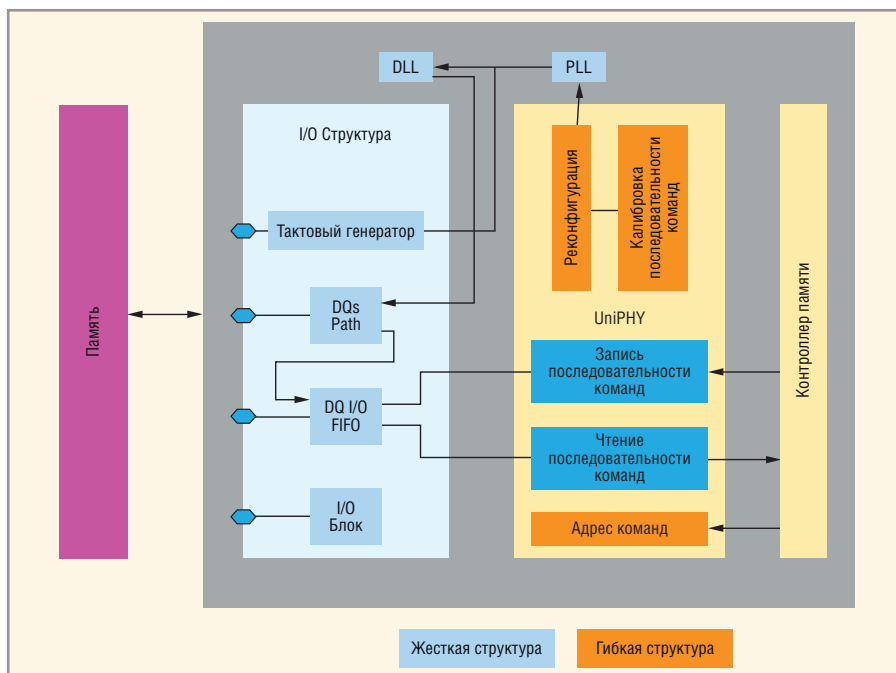 DLL
PLL
I/O Структура
Реконфигурация
Калибровка
последовательности
команд
Тактовый генератор
DQs
Path
UniPHY
Память
Контроллер памяти
Запись
последовательности
команд
DQ I/O
FIFO
Чтение
последовательности
команд
I/O
Блок
Адрес команд
Жесткая структура
Гибкая структура